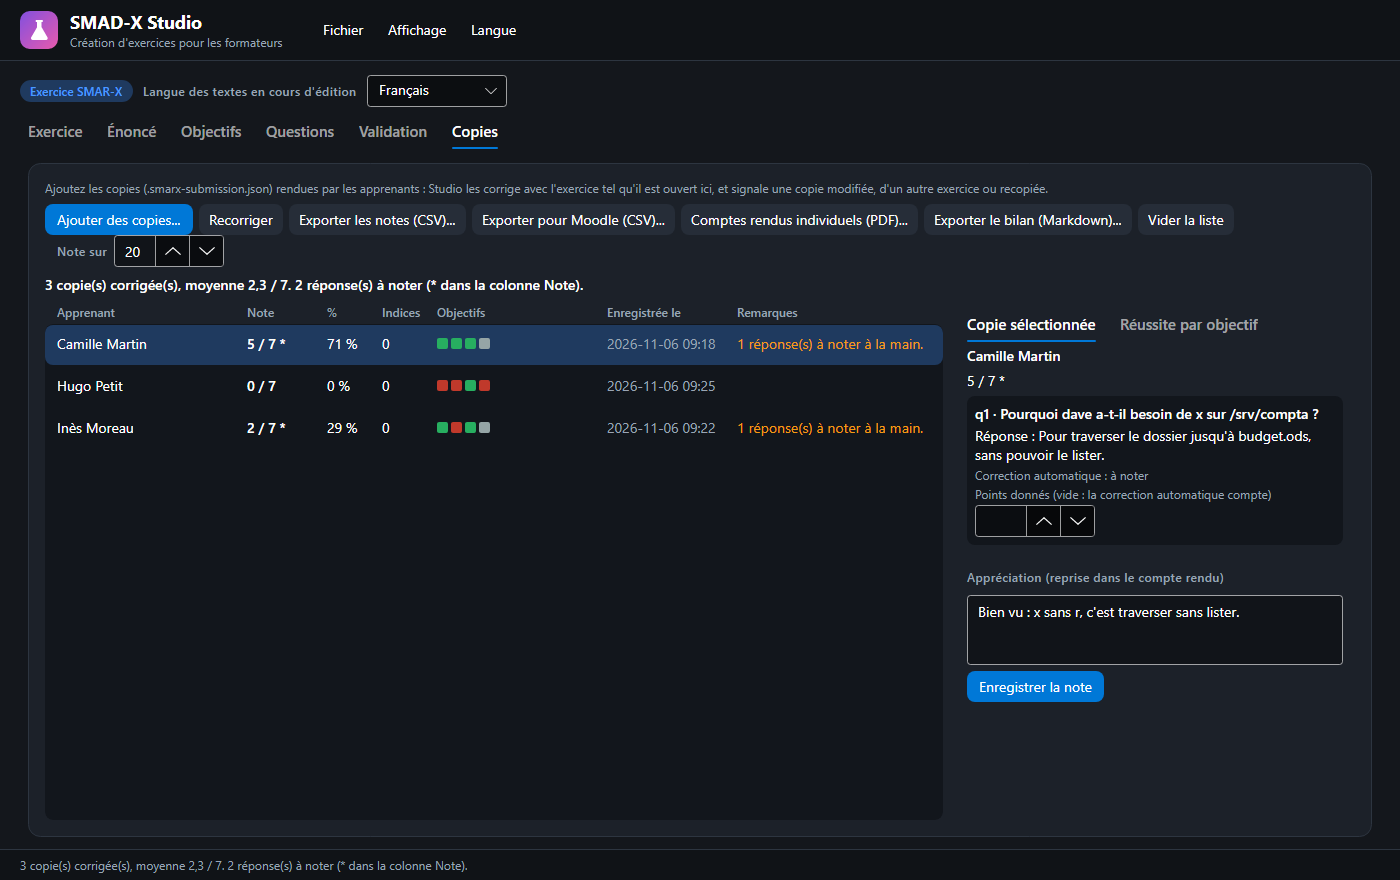 SMAD-X Studio
Création d'exercices pour les formateurs
Fichier Affichage Langue
Exercice SMAR-X Langue des textes en cours d'édition Français
Exercice Énoncé Objectifs Questions Validation Copies
Ajoutez les copies (.smarx-submission.json) rendues par les apprenants : Studio les corrige avec l'exercice tel qu'il est ouvert ici, et signale une copie modifiée, d'un autre exercice ou recopiée.
Ajouter des copies... Recorriger Exporter les notes (CSV)... Exporter pour Moodle (CSV)... Comptes rendus individuels (PDF)... Exporter le bilan (Markdown)... Vider la liste
Note sur 20
3 copie(s) corrigée(s), moyenne 2,3 / 7. 2 réponse(s) à noter (* dans la colonne Note).
Apprenant Note % Indices Objectifs Enregistrée le Remarques
Camille Martin 5 / 7 * 71 % 0 2026-11-06 09:18 1 réponse(s) à noter à la main.
Hugo Petit 0 / 7 0 % 0 2026-11-06 09:25
Inès Moreau 2 / 7 * 29 % 0 2026-11-06 09:22 1 réponse(s) à noter à la main.
Copie sélectionnée Réussite par objectif
Camille Martin
5 / 7 *
q1 · Pourquoi dave a-t-il besoin de x sur /srv/compta ?
Réponse : Pour traverser le dossier jusqu'à budget.ods,
sans pouvoir le lister.
Correction automatique : à noter
Points donnés (vide : la correction automatique compte)
Appréciation (reprise dans le compte rendu)
Bien vu : x sans r, c'est traverser sans lister.
Enregistrer la note
3 copie(s) corrigée(s), moyenne 2,3 / 7. 2 réponse(s) à noter (* dans la colonne Note).